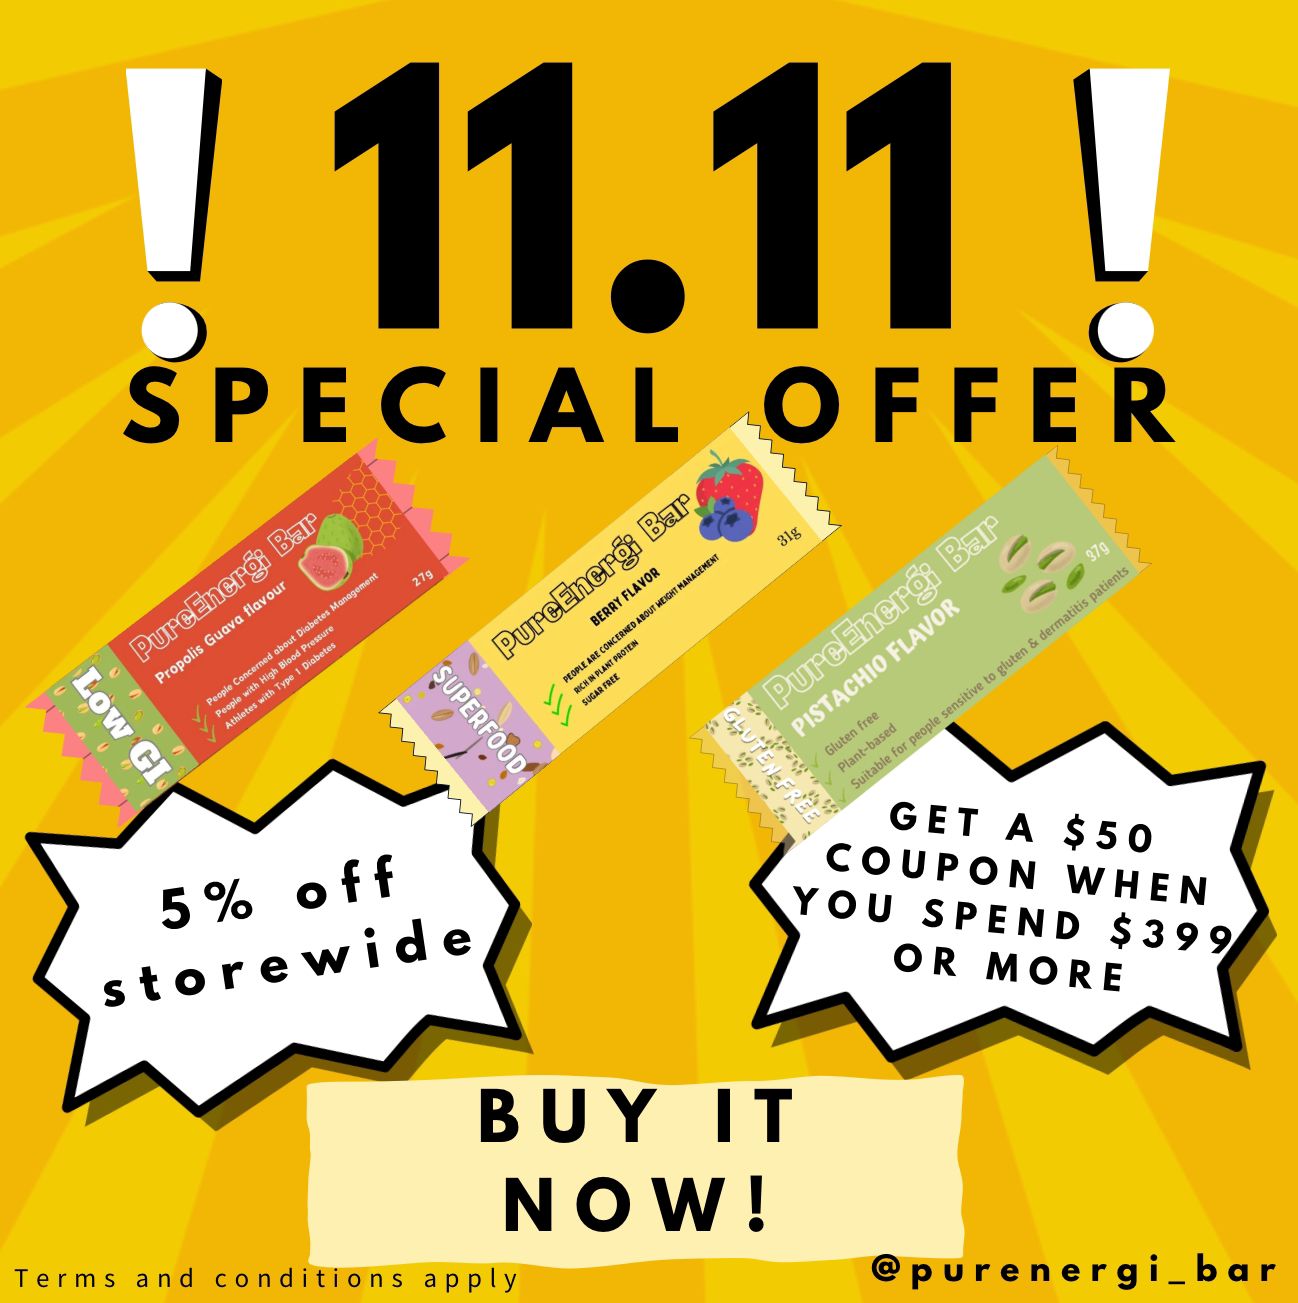 ! 11.11 !
SPECIAL OFFER
PureEnergi Bar
Propolis Guava flavour
27g
People Concerned about Diabetes Management
People with High Blood Pressure
Athletes with Type 1 Diabetes
Low GI
PureEnergi Bar
BERRY FLAVOR
31g
PEOPLE ARE CONCERNED ABOUT WEIGHT MANAGEMENT
RICH IN PLANT PROTEIN
SUGAR FREE
SUPERFOOD
PureEnergi Bar
PISTACHIO FLAVOR
37g
Gluten free
Plant-based
Suitable for people sensitive to gluten & dermatitis patients
GLUTEN-FREE
5% off
storewide
GET A $50
COUPON WHEN
YOU SPEND $399
OR MORE
BUY IT
NOW!
Terms and conditions apply
@purenergi_bar